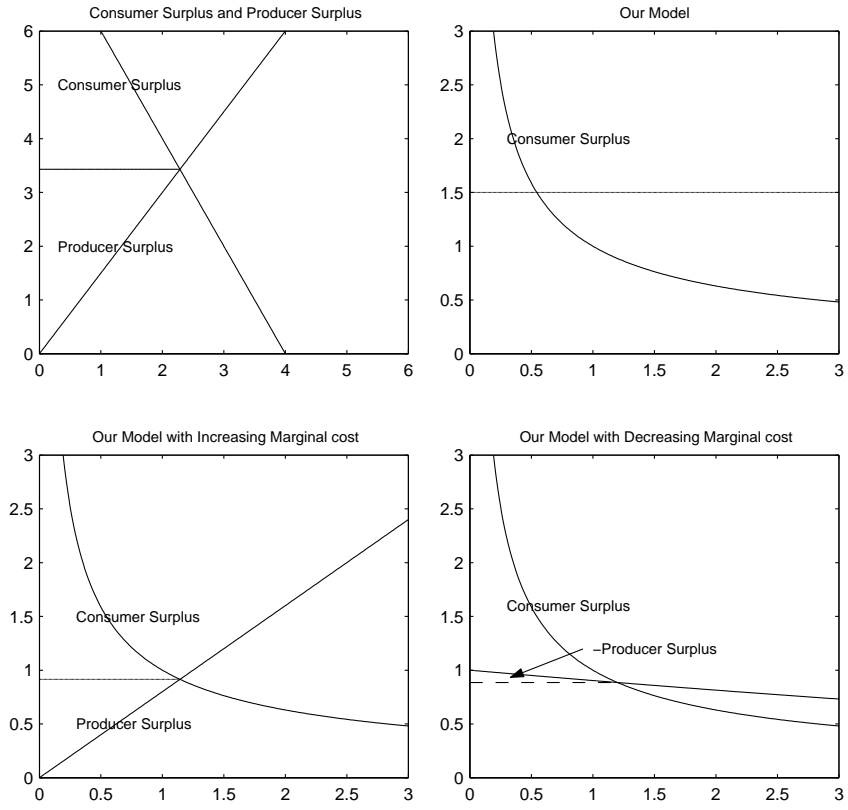 Consumer Surplus and Producer Surplus
6
5
4
3
2
1
0
Consumer Surplus
Producer Surplus
0 1 2 3 4 5 6
Our Model
3
2.5
2
1.5
1
0.5
0
Consumer Surplus
0 0.5 1 1.5 2 2.5 3
Our Model with Increasing Marginal cost
3
2.5
2
1.5
1
0.5
0
Consumer Surplus
Producer Surplus
0 0.5 1 1.5 2 2.5 3
Our Model with Decreasing Marginal cost
3
2.5
2
1.5
1
0.5
0
Consumer Surplus
−Producer Surplus
0 0.5 1 1.5 2 2.5 3